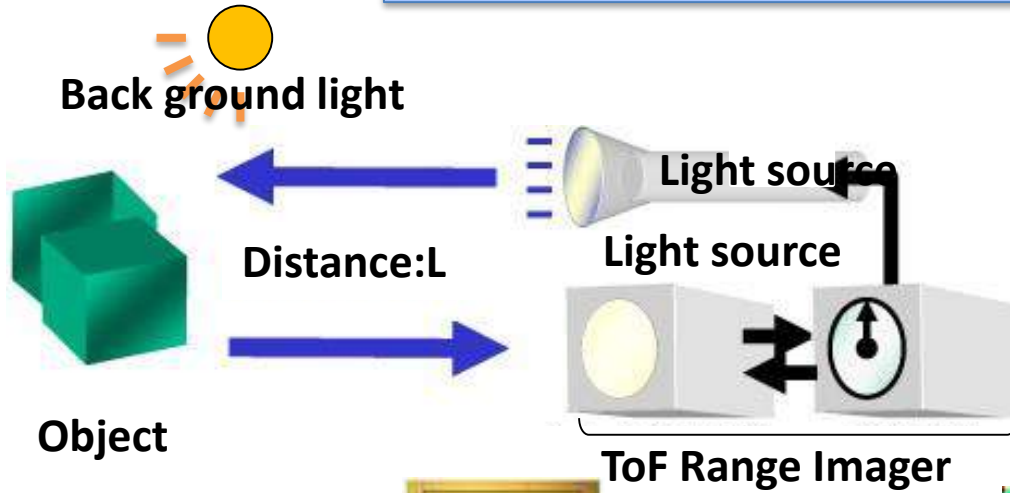 Back ground light
Light source
Distance:L
Light source
Object
ToF Range Imager